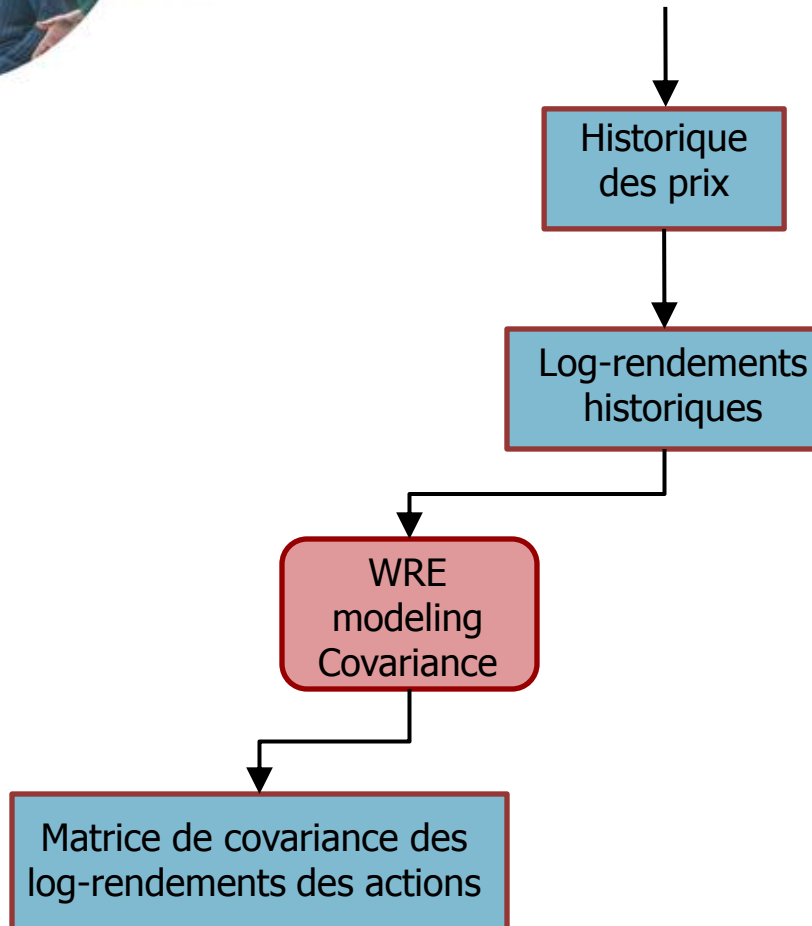 Historique
des prix
Log-rendements
historiques
WRE
modeling
Covariance
Matrice de covariance des
log-rendements des actions